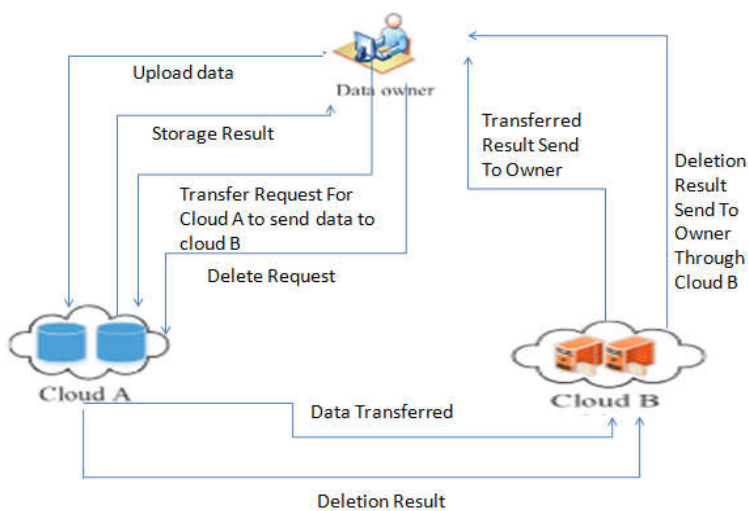 Upload data
Data owner
Storage Result
Transferred
Result Send
To Owner
Deletion
Result
Send To
Owner
Through
Cloud B
Transfer Request For
Cloud A to send data to
cloud B
Delete Request
Cloud A
Cloud B
Data Transferred
Deletion Result